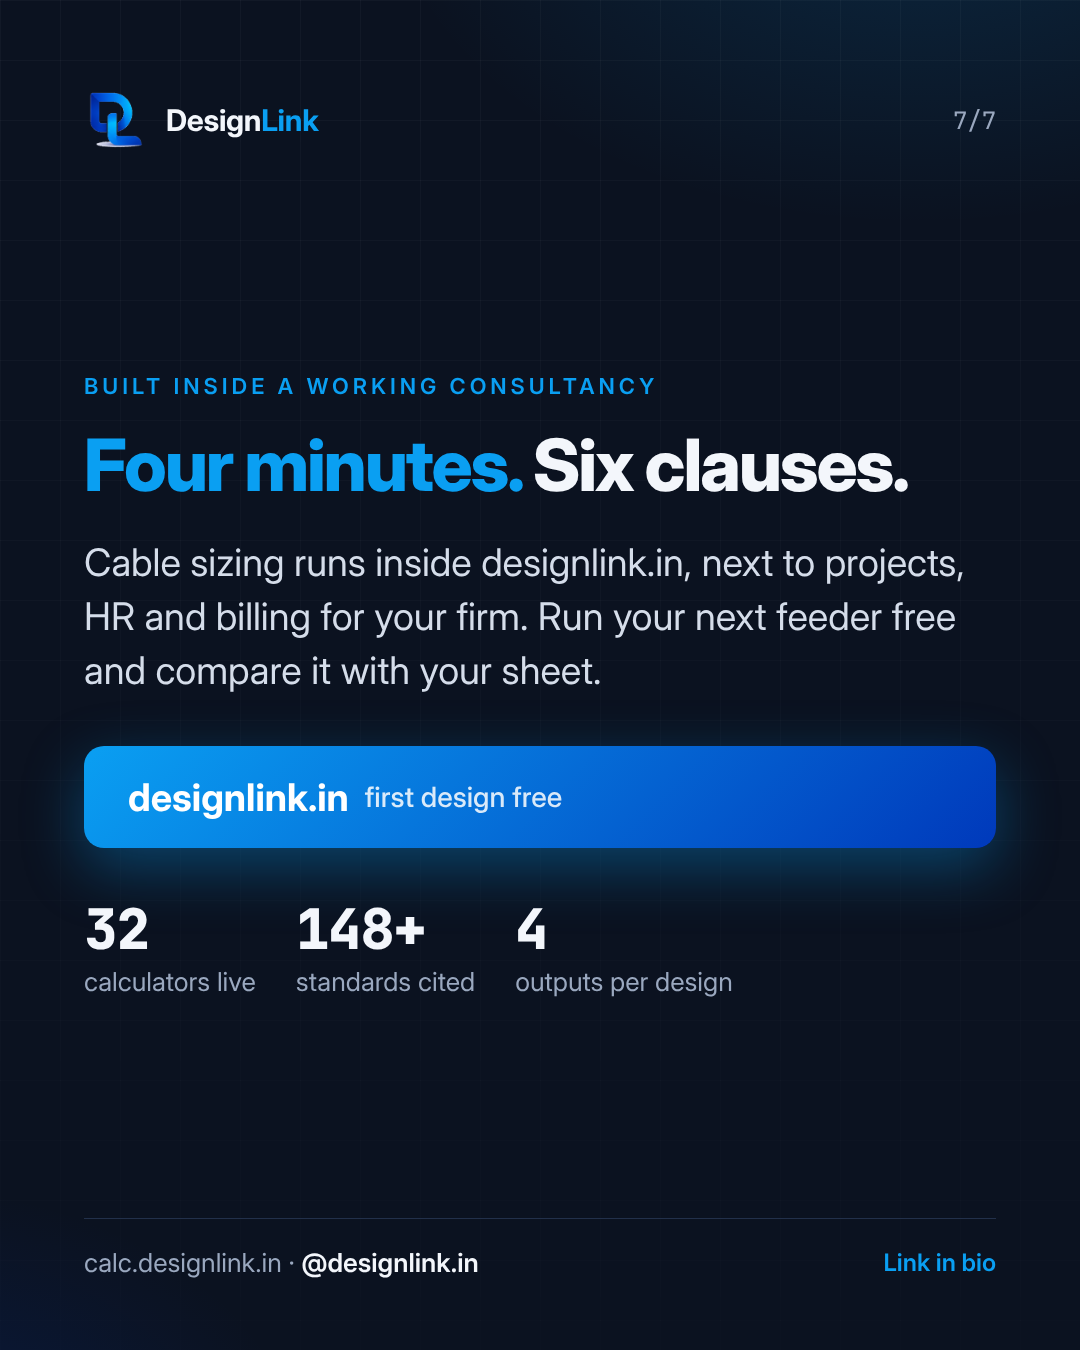 DesignLink
7/7
BUILT INSIDE A WORKING CONSULTANCY
Four minutes. Six clauses.
Cable sizing runs inside designlink.in, next to projects,
HR and billing for your firm. Run your next feeder free
and compare it with your sheet.
designlink.in first design free
32 148+ 4
calculators live standards cited outputs per design
calc.designlink.in · @designlink.in
Link in bio